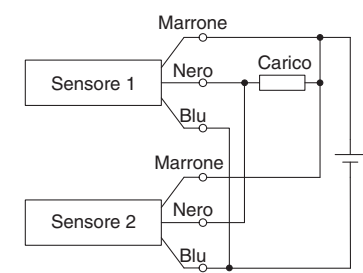 Marrone
Nero
Carico
Sensore 1
Blu
Marrone
Nero
Sensore 2
Blu